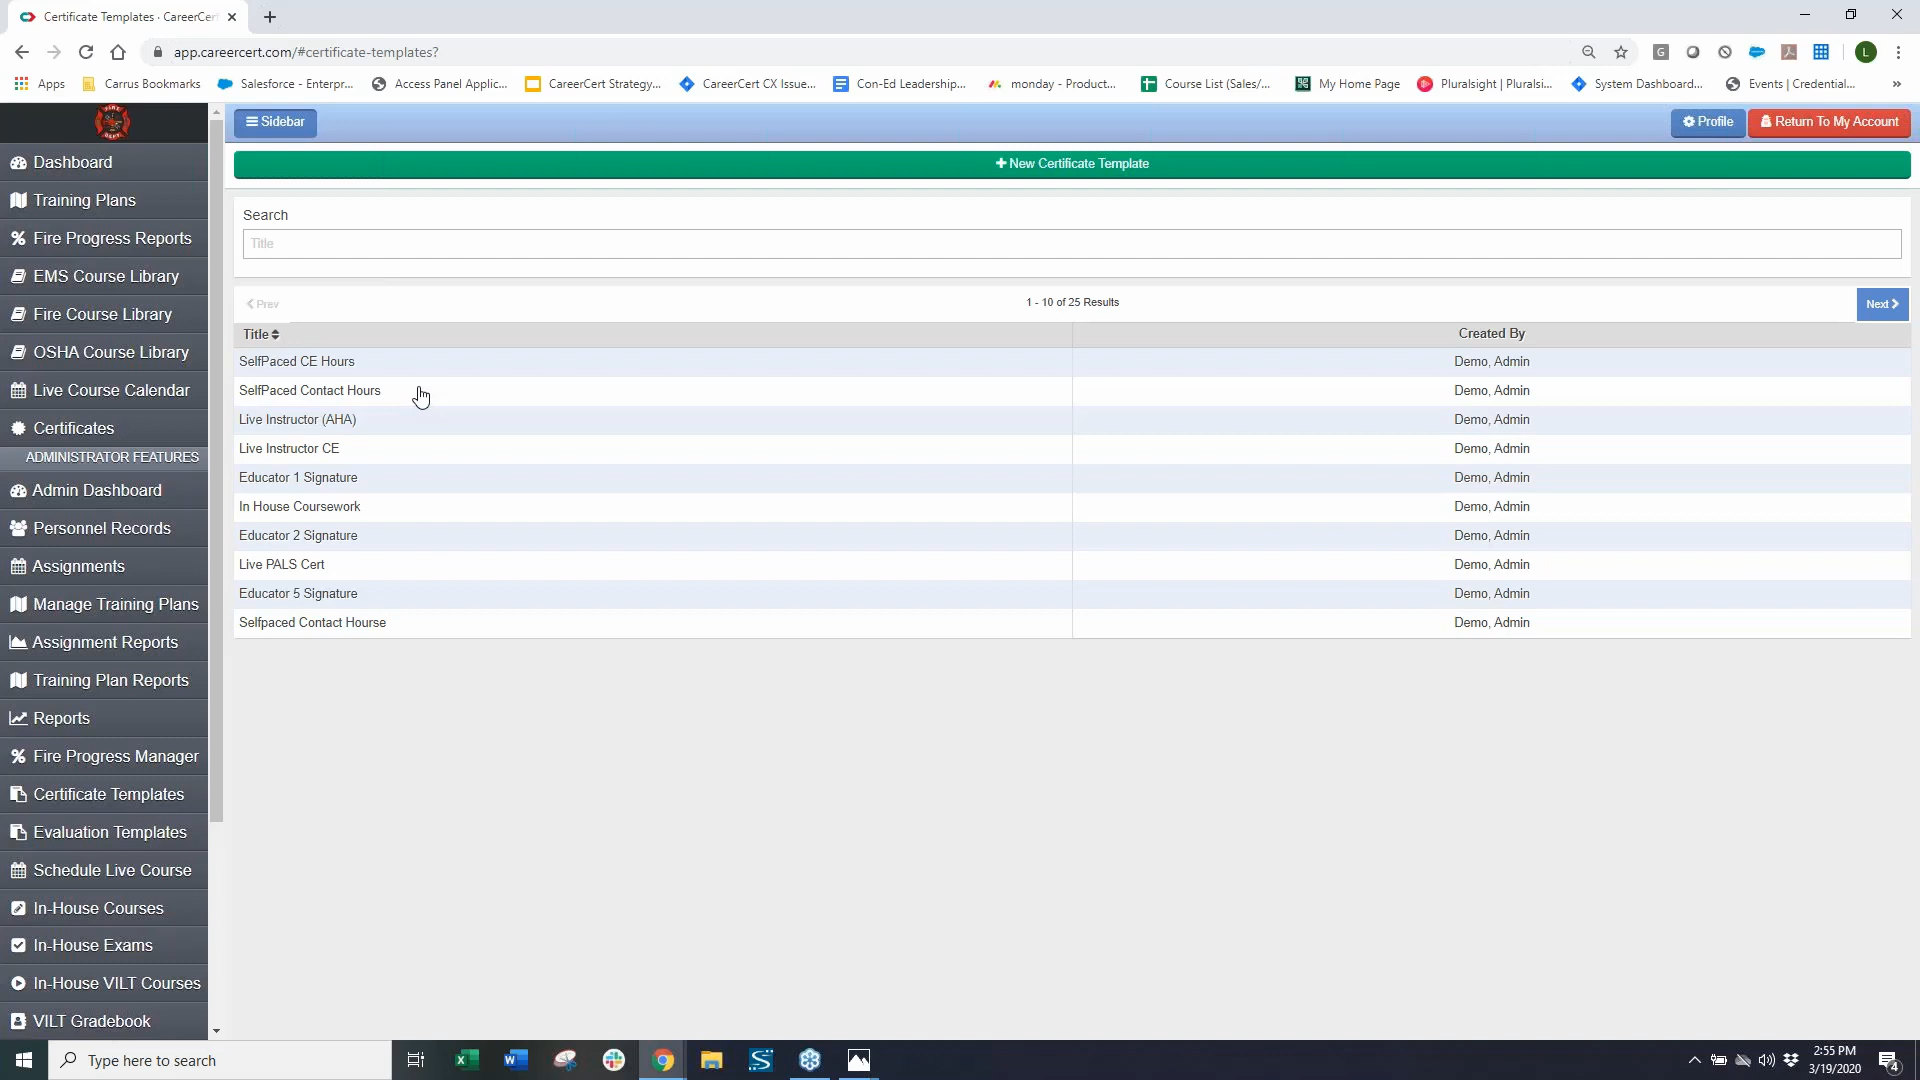 Certificate Templates · CareerCer
app.careercert.com/#certificate-templates?
G
L
Apps
Carrus Bookmarks
Salesforce - Enterpr...
Access Panel Applic...
CareerCert Strategy...
CareerCert CX Issue...
Con-Ed Leadership...
monday - Product...
Course List (Sales/...
My Home Page
Pluralsight | Pluralsi...
System Dashboard...
Events | Credential...
»
Sidebar
Profile
Return To My Account
Dashboard
Training Plans
Fire Progress Reports
EMS Course Library
Fire Course Library
OSHA Course Library
Live Course Calendar
Certificates
ADMINISTRATOR FEATURES
Admin Dashboard
Personnel Records
Assignments
Manage Training Plans
Assignment Reports
Training Plan Reports
Reports
Fire Progress Manager
Certificate Templates
Evaluation Templates
Schedule Live Course
In-House Courses
In-House Exams
In-House VILT Courses
VILT Gradebook
New Certificate Template
Search
Title
Prev
1 - 10 of 25 Results
Next
Title
Created By
SelfPaced CE Hours
Demo, Admin
SelfPaced Contact Hours
Demo, Admin
Live Instructor (AHA)
Demo, Admin
Live Instructor CE
Demo, Admin
Educator 1 Signature
Demo, Admin
In House Coursework
Demo, Admin
Educator 2 Signature
Demo, Admin
Live PALS Cert
Demo, Admin
Educator 5 Signature
Demo, Admin
Selfpaced Contact Hourse
Demo, Admin
Type here to search
2:55 PM
3/19/2020
4